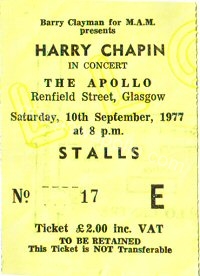 Barry Clayman for M.A.M.
presents
HARRY CHAPIN
IN CONCERT
THE APOLLO
Renfield Street, Glasgow
Saturday, 10th September, 1977
at 8 p.m.
STALLS
No 17 E
Ticket £2.00 inc. VAT
TO BE RETAINED
This Ticket is NOT Transferable